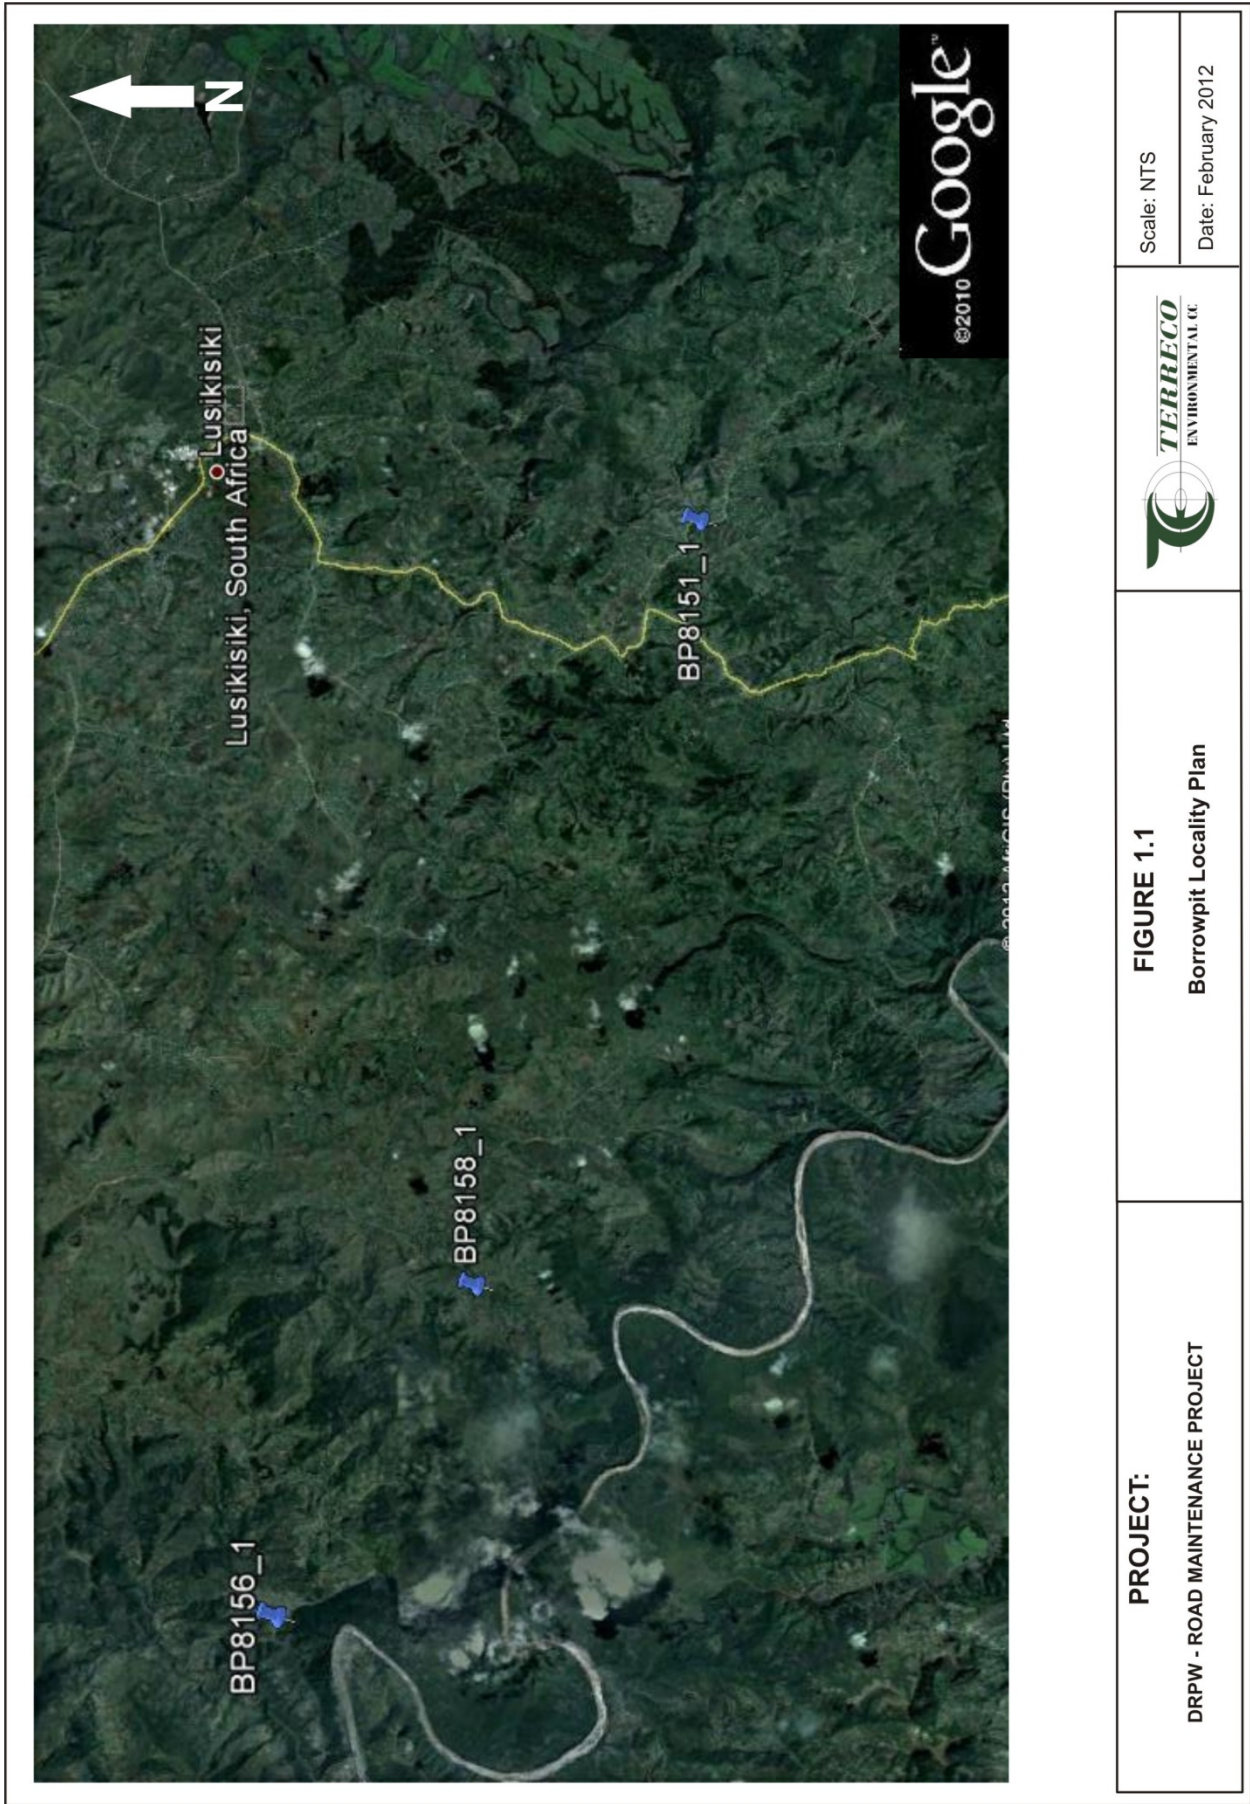 N
Lusikisiki
Lusikisiki, South Africa
BP8156_1
BP8158_1
BP8151_1
©2010 Google™
PROJECT:
DRPW - ROAD MAINTENANCE PROJECT
FIGURE 1.1
Borrowpit Locality Plan
TERRECO
ENVIRONMENTAL CC
Scale: NTS
Date: February 2012